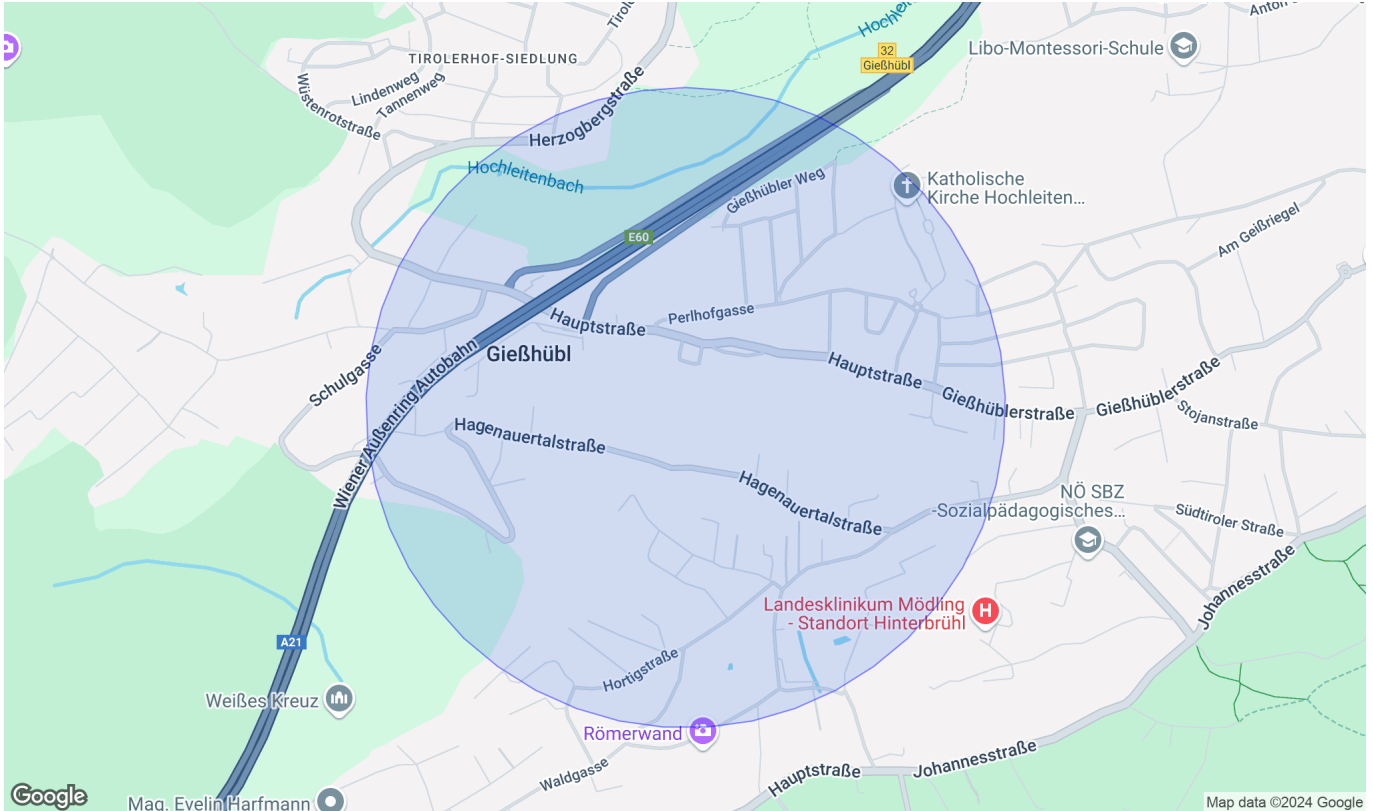 Hochleit
Anton
Tirole
32
Gießhübl
Libo-Montessori-Schule
TIROLERHOF-SIEDLUNG
Lindenweg
Tannenweg
Wüstenrotstraße
Herzogbergstraße
Hochleitenbach
Gießhübler Weg
Katholische
Kirche Hochleiten...
Am Geißriegel
E60
Perlhofgasse
Hauptstraße
Gießhübl
Schulgasse
Wiener Außenring Autobahn
Hauptstraße
Gießhüblerstraße
Gießhüblerstraße
Stojanstraße
Hagenauertalstraße
Hagenauertalstraße
NÖ SBZ
-Sozialpädagogisches...
Südtiroler Straße
Johannesstraße
Landesklinikum Mödling
- Standort Hinterbrühl
H
A21
Hortigstraße
Weißes Kreuz
Römerwand
Waldgasse
Hauptstraße
Johannesstraße
Google
Mag. Evelin Harfmann
Map data ©2024 Google